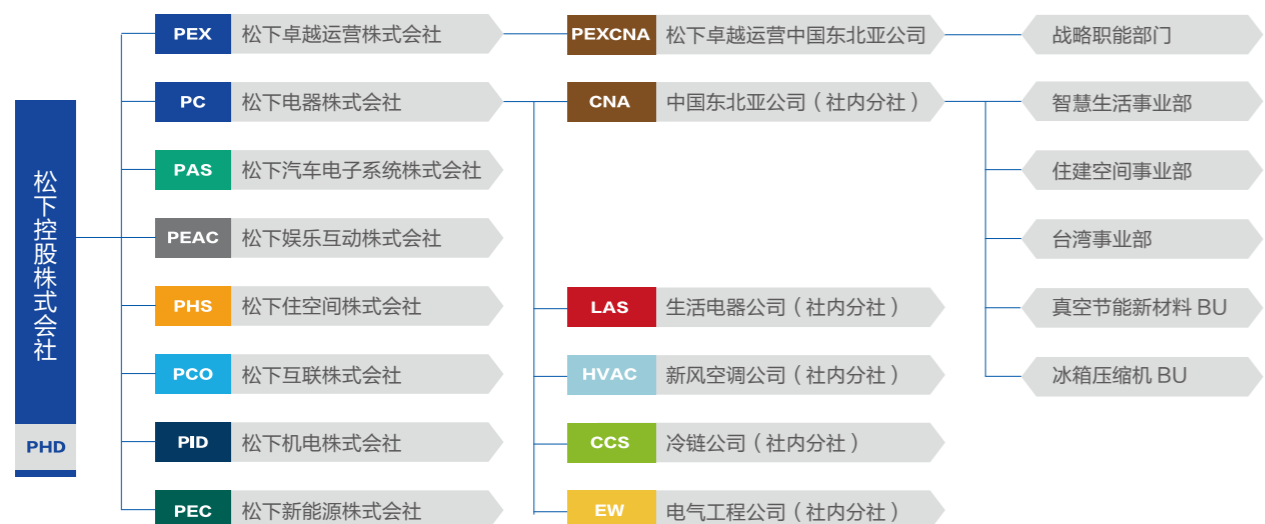 松下控股株式会社
PHD
PEX 松下卓越运营株式会社
PEXCNA 松下卓越运营中国东北亚公司
战略职能部门
PC 松下电器株式会社
CNA 中国东北亚公司（社内分社）
智慧生活事业部
PAS 松下汽车电子系统株式会社
住建空间事业部
PEAC 松下娱乐互动株式会社
台湾事业部
PHS 松下住空间株式会社
LAS 生活电器公司（社内分社）
真空节能新材料 BU
PCO 松下互联株式会社
HVAC 新风空调公司（社内分社）
冰箱压缩机 BU
PID 松下机电株式会社
CCS 冷链公司（社内分社）
PEC 松下新能源株式会社
EW 电气工程公司（社内分社）